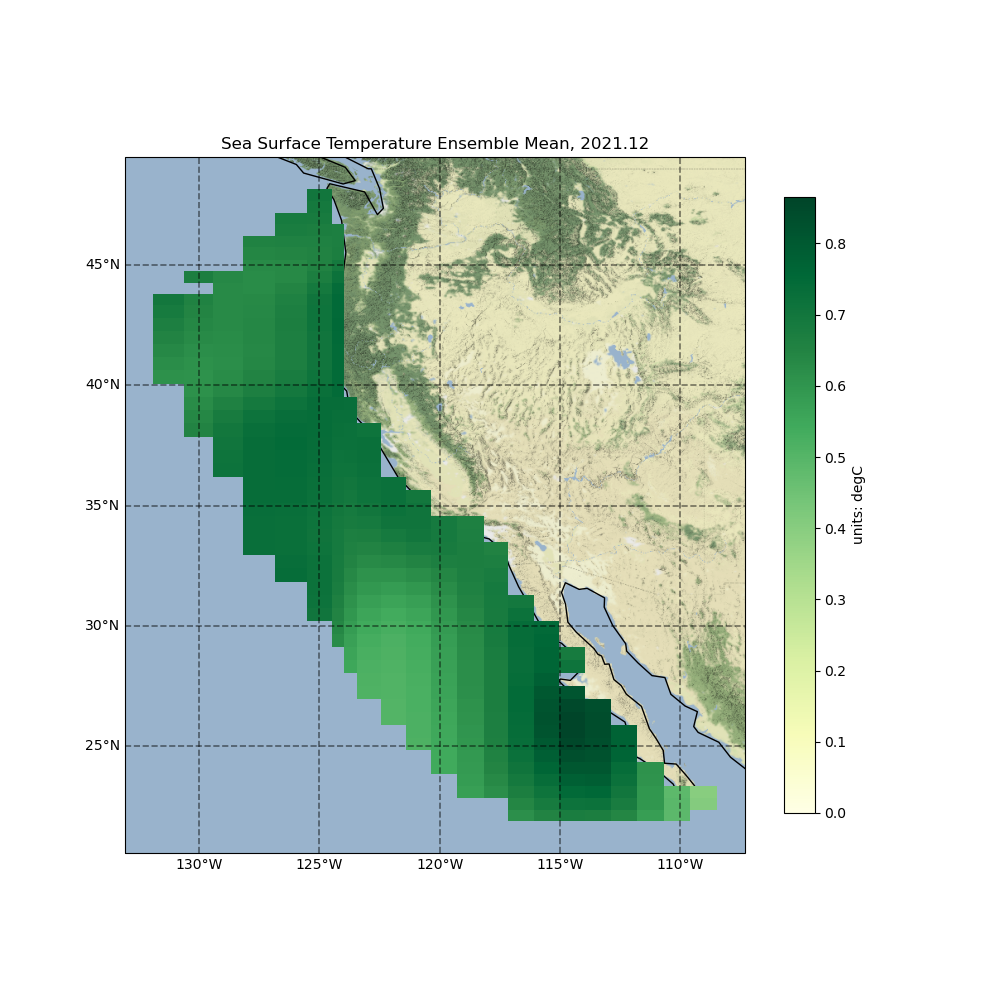 Sea Surface Temperature Ensemble Mean, 2021.12
45°N
40°N
35°N
30°N
25°N
130°W
125°W
120°W
115°W
110°W
0.8
0.7
0.6
0.5
0.4
0.3
0.2
0.1
0.0
units: degC